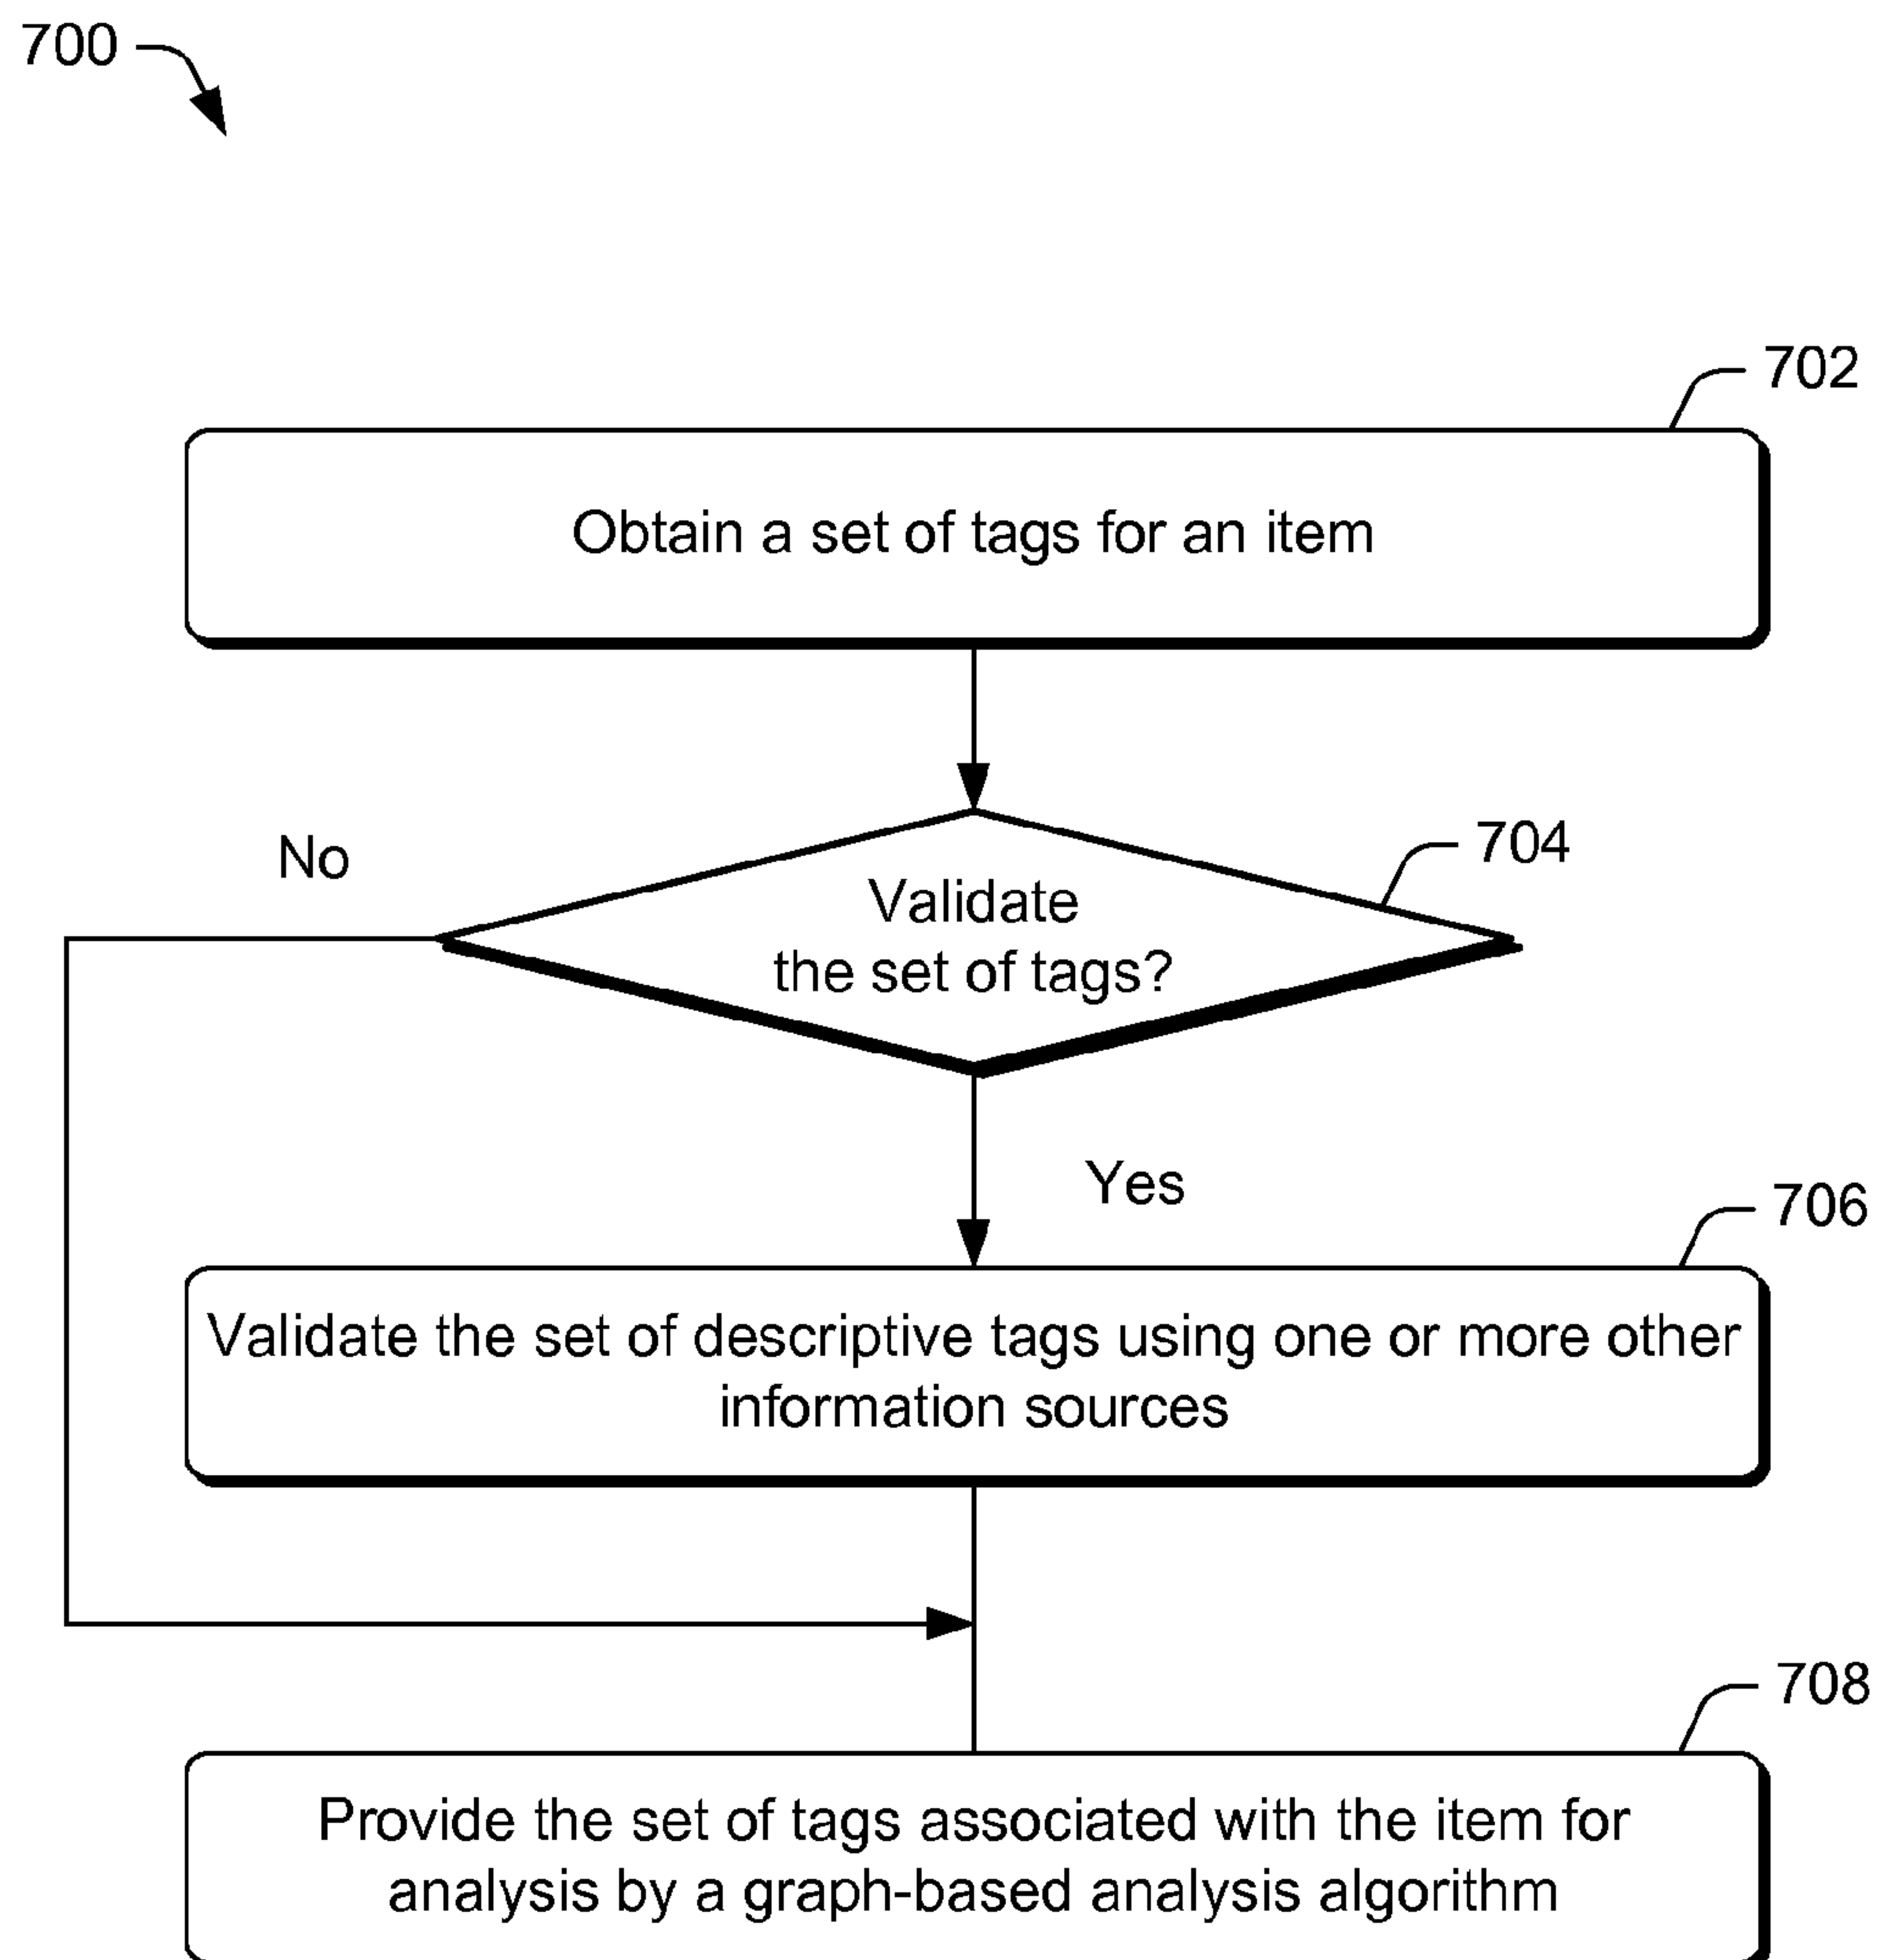 700
702
Obtain a set of tags for an item
No
704
Validate
the set of tags?
Yes
706
Validate the set of descriptive tags using one or more other
information sources
708
Provide the set of tags associated with the item for
analysis by a graph-based analysis algorithm